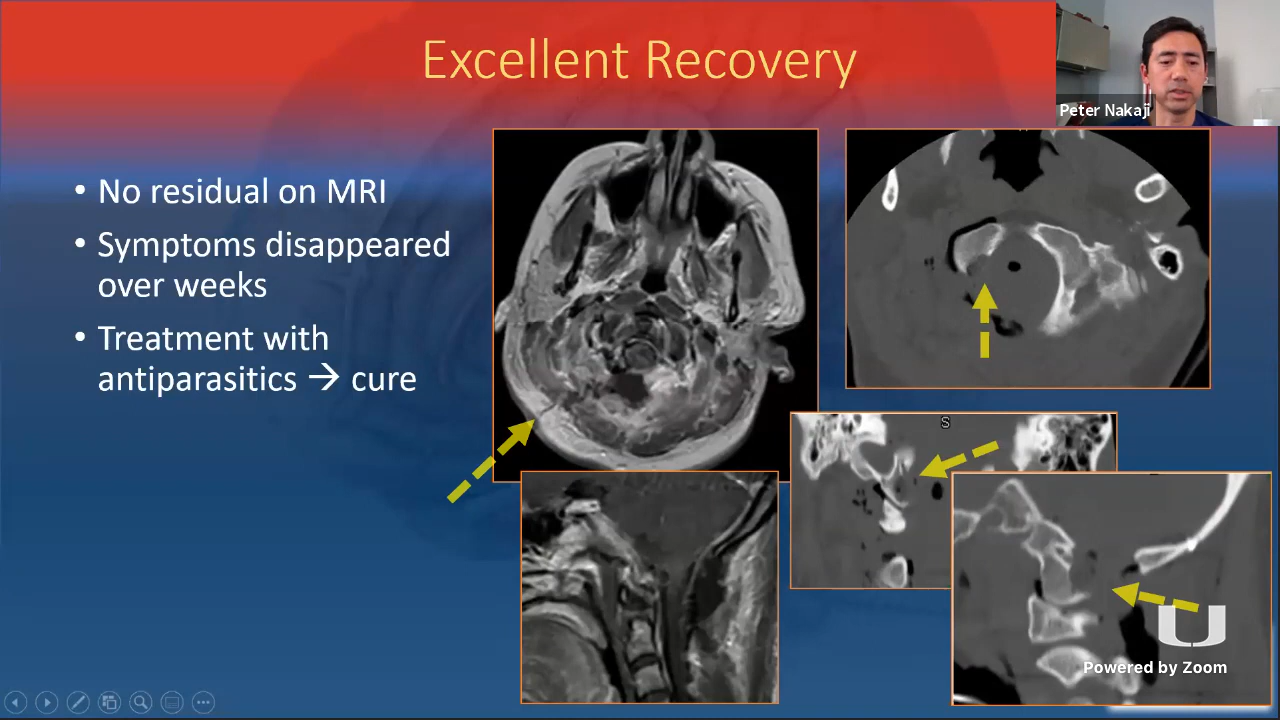 Excellent Recovery
Peter Nakaji
• No residual on MRI
• Symptoms disappeared
over weeks
• Treatment with
antiparasitics → cure
S
U
Powered by Zoom